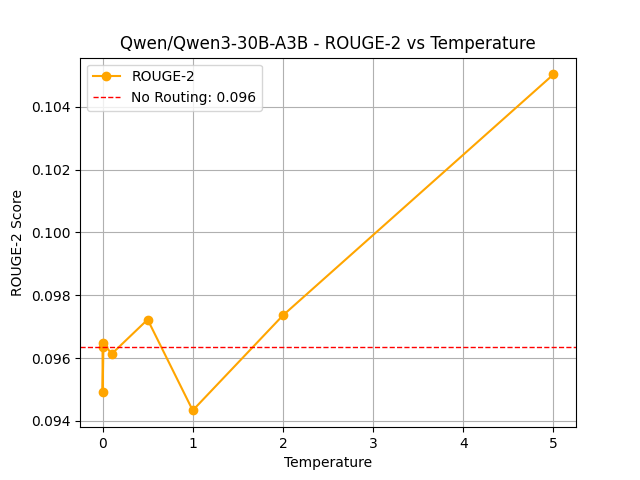 Qwen/Qwen3-30B-A3B - ROUGE-2 vs Temperature
ROUGE-2
No Routing: 0.096
0.104
0.102
0.100
0.098
0.096
0.094
ROUGE-2 Score
0 1 2 3 4 5
Temperature